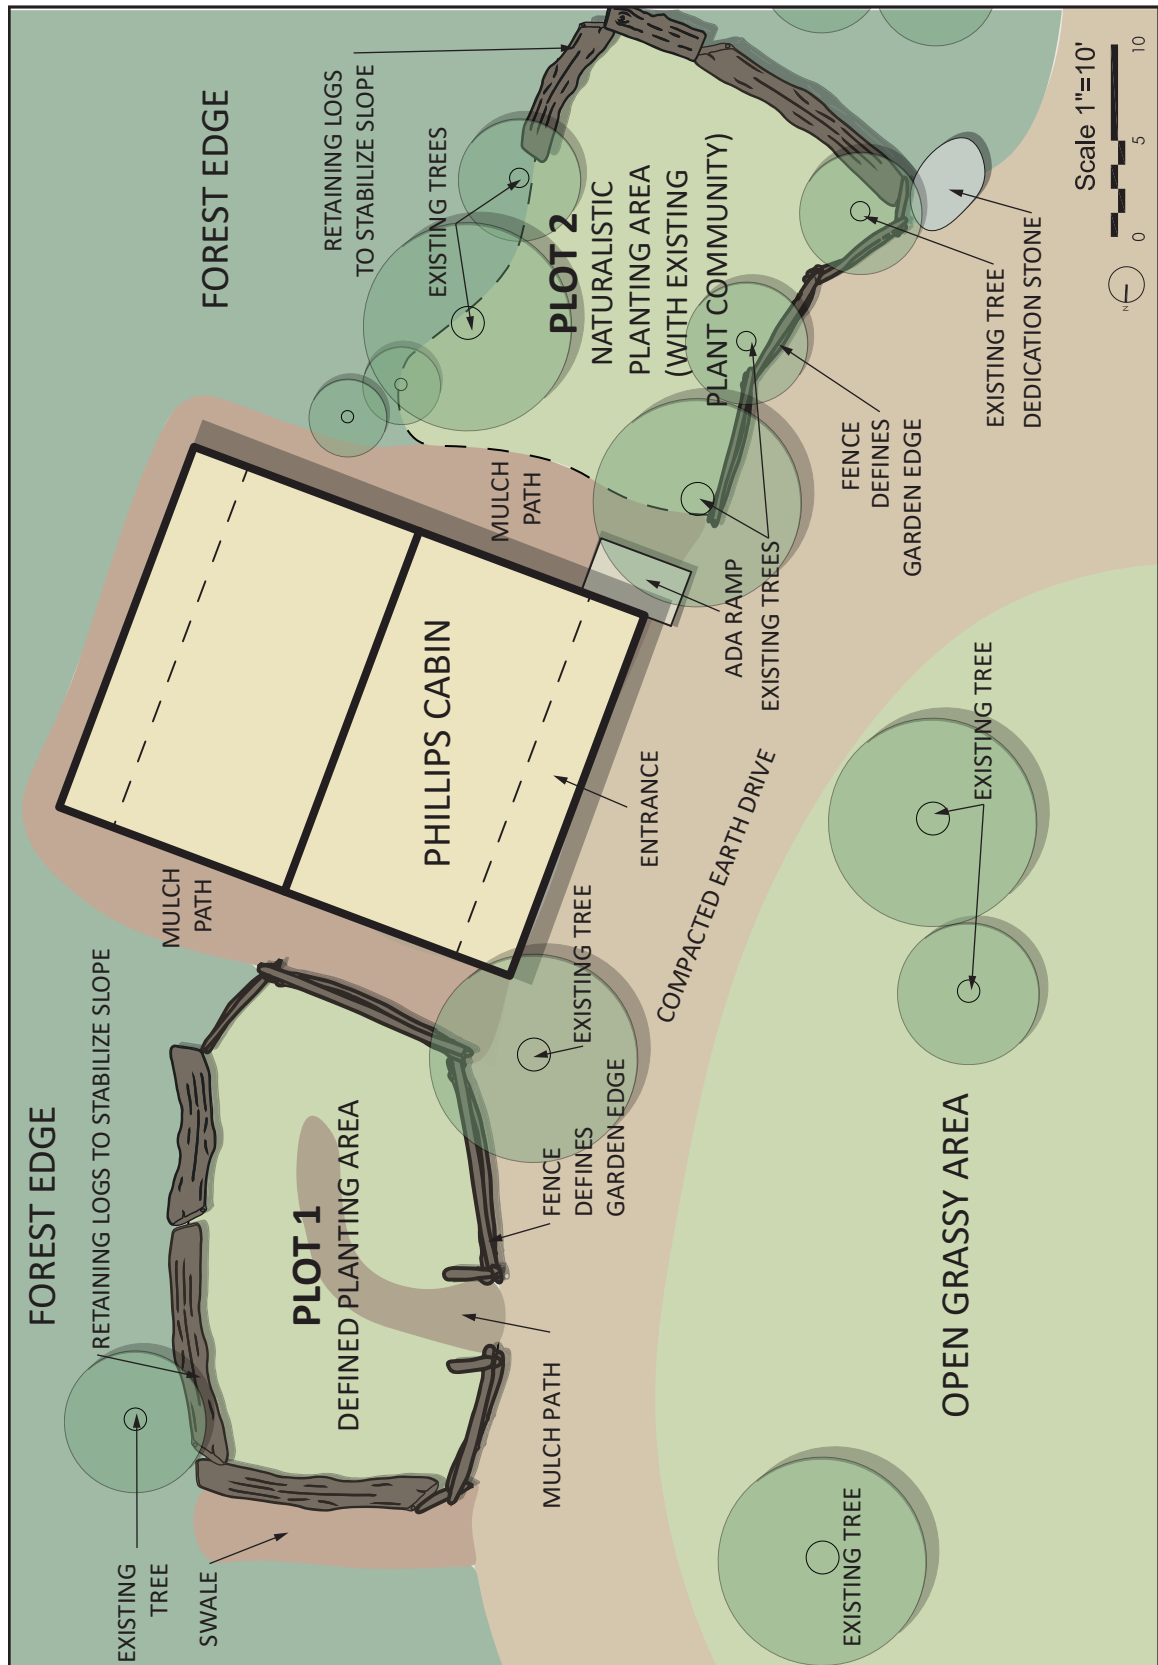 FOREST EDGE
RETAINING LOGS TO STABILIZE SLOPE
EXISTING
TREE
SWALE
PLOT 1
DEFINED PLANTING AREA
MULCH PATH
FENCE
DEFINES
GARDEN EDGE
EXISTING TREE
MULCH
PATH
PHILLIPS CABIN
ENTRANCE
COMPACTED EARTH DRIVE
FOREST EDGE
RETAINING LOGS
TO STABILIZE SLOPE
EXISTING TREES
MULCH
PATH
PLOT 2
NATURALISTIC
PLANTING AREA
(WITH EXISTING
PLANT COMMUNITY)
ADA RAMP
EXISTING TREES
FENCE
DEFINES
GARDEN EDGE
EXISTING TREE
DEDICATION STONE
EXISTING TREE
OPEN GRASSY AREA
EXISTING TREE
N
Scale 1"=10'
0 5 10